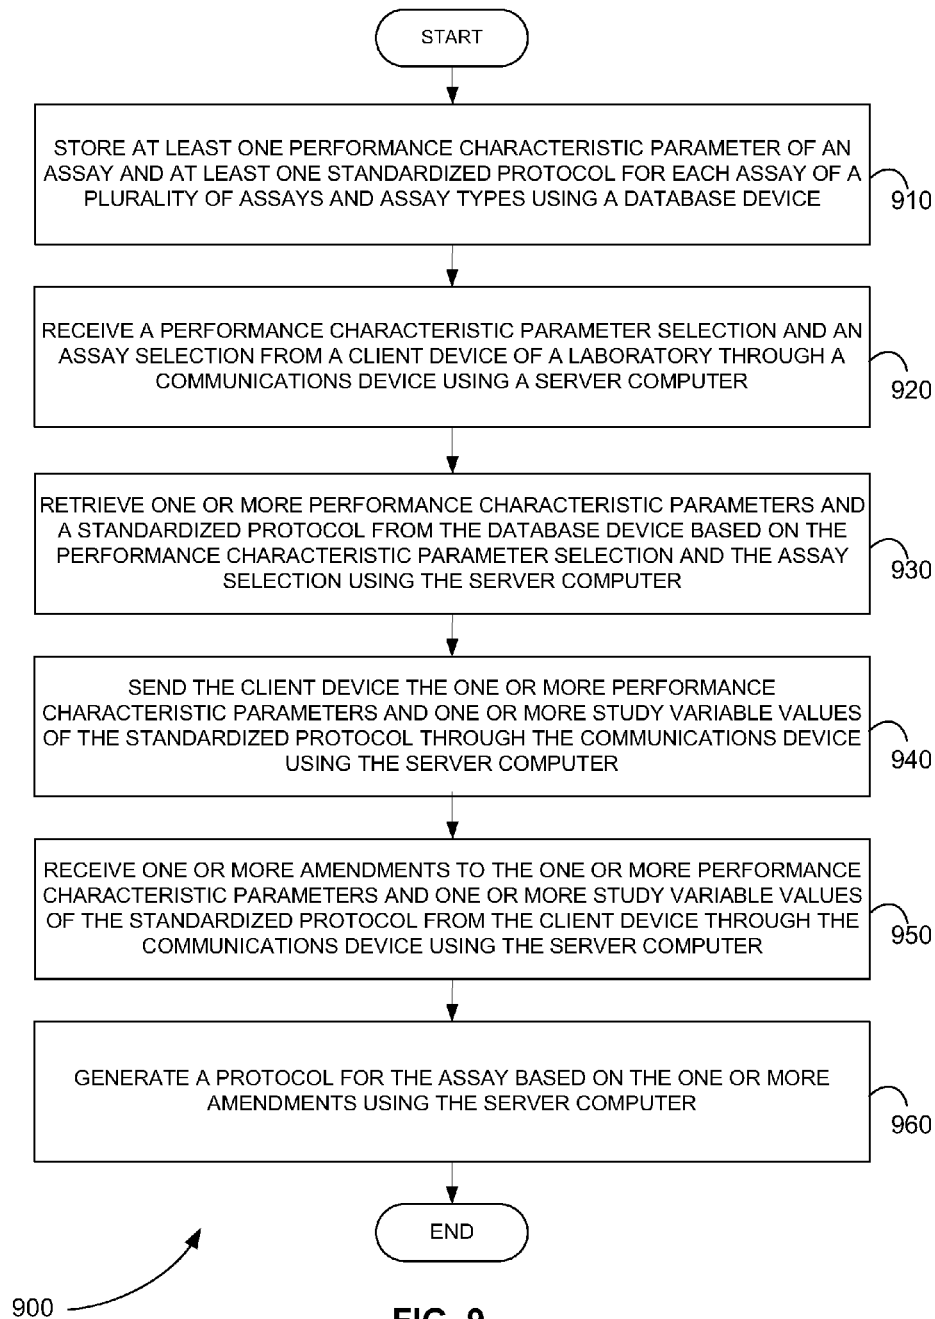 START
STORE AT LEAST ONE PERFORMANCE CHARACTERISTIC PARAMETER OF AN
ASSAY AND AT LEAST ONE STANDARDIZED PROTOCOL FOR EACH ASSAY OF A
PLURALITY OF ASSAYS AND ASSAY TYPES USING A DATABASE DEVICE
910
RECEIVE A PERFORMANCE CHARACTERISTIC PARAMETER SELECTION AND AN
ASSAY SELECTION FROM A CLIENT DEVICE OF A LABORATORY THROUGH A
COMMUNICATIONS DEVICE USING A SERVER COMPUTER
920
RETRIEVE ONE OR MORE PERFORMANCE CHARACTERISTIC PARAMETERS AND
A STANDARDIZED PROTOCOL FROM THE DATABASE DEVICE BASED ON THE
PERFORMANCE CHARACTERISTIC PARAMETER SELECTION AND THE ASSAY
SELECTION USING THE SERVER COMPUTER
930
SEND THE CLIENT DEVICE THE ONE OR MORE PERFORMANCE
CHARACTERISTIC PARAMETERS AND ONE OR MORE STUDY VARIABLE VALUES
OF THE STANDARDIZED PROTOCOL THROUGH THE COMMUNICATIONS DEVICE
USING THE SERVER COMPUTER
940
RECEIVE ONE OR MORE AMENDMENTS TO THE ONE OR MORE PERFORMANCE
CHARACTERISTIC PARAMETERS AND ONE OR MORE STUDY VARIABLE VALUES
OF THE STANDARDIZED PROTOCOL FROM THE CLIENT DEVICE THROUGH THE
COMMUNICATIONS DEVICE USING THE SERVER COMPUTER
950
GENERATE A PROTOCOL FOR THE ASSAY BASED ON THE ONE OR MORE
AMENDMENTS USING THE SERVER COMPUTER
960
END
900
FIG. 9